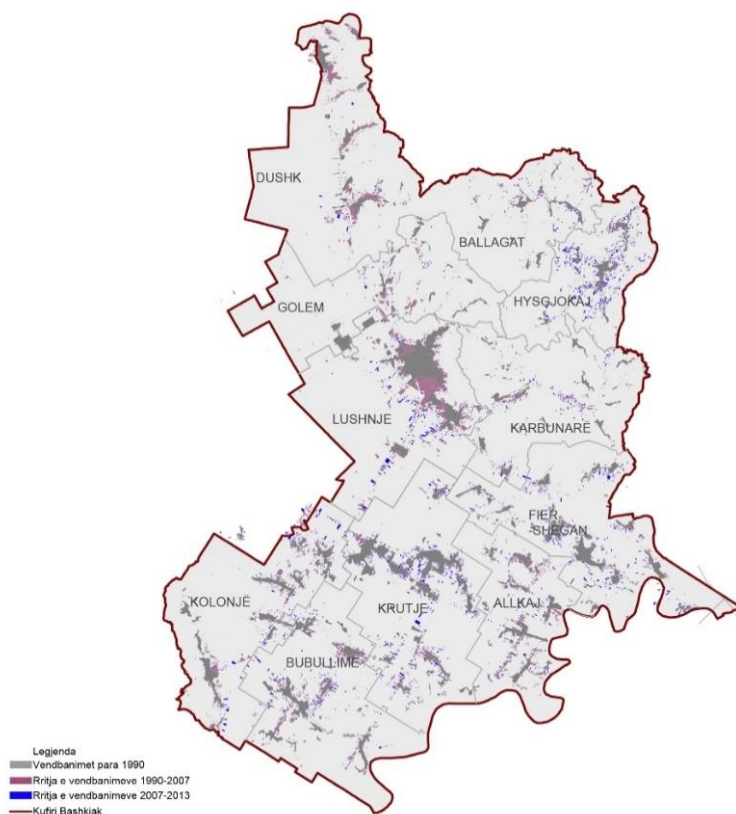 DUSHK
BALLAGAT
GOLEM
HYSGJOKAJ
LUSHNJE
KARBUNARË
FIER
SHEGAN
KOLONJË
KRUTJE
ALLKAJ
BUBULLIME
Legjenda
Vendbanimet para 1990
Rritja e vendbanimeve 1990-2007
Rritja e vendbanimeve 2007-2013
Kufiri Bashkiak